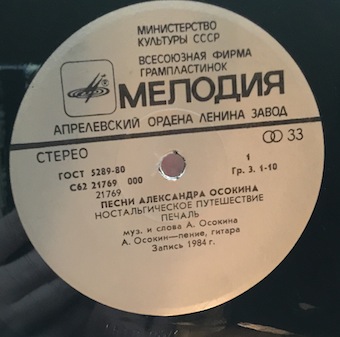 МИНИСТЕРСТВО
КУЛЬТУРЫ СССР
ВСЕСОЮЗНАЯ ФИРМА
ГРАМПЛАСТИНОК
МЕЛОДИЯ
АПРЕЛЕВСКИЙ ОРДЕНА ЛЕНИНА ЗАВОД
СТЕРЕО 33
ГОСТ 5289-80 1
С62 21769 000 Гр. 3. 1-10
21769
ПЕСНИ АЛЕКСАНДРА ОСОКИНА
НОСТАЛЬГИЧЕСКОЕ ПУТЕШЕСТВИЕ
ПЕЧАЛЬ
муз. и слова А. Осокина
А. Осокин—пение, гитара
Запись 1984 г.